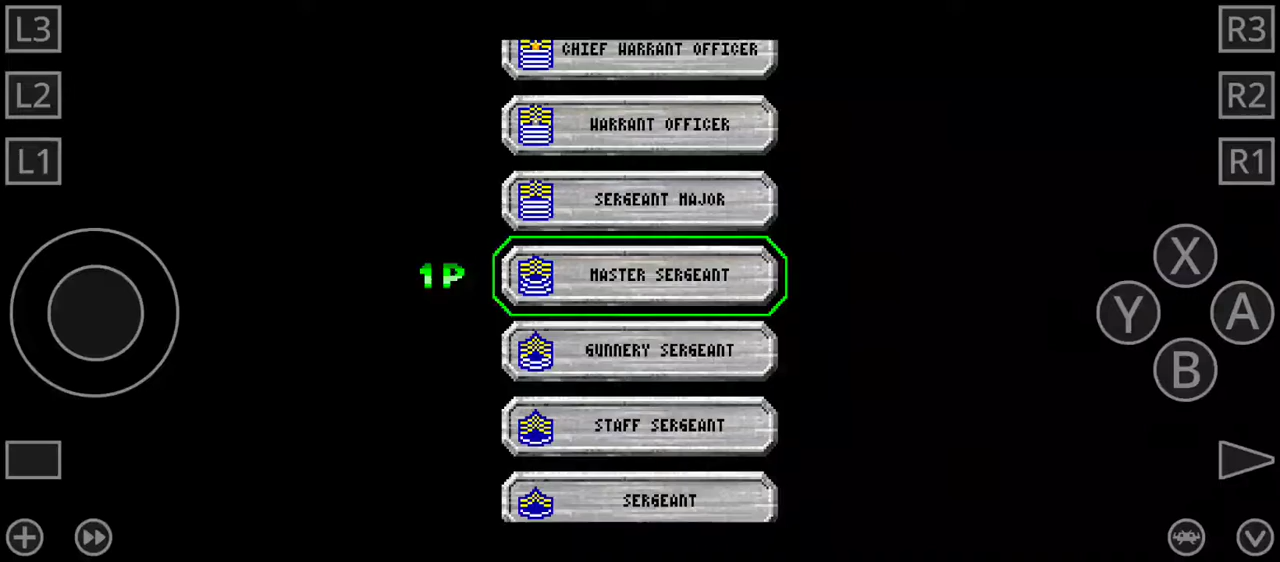 L3
R3
CHIEF WARRANT OFFICER
L2
R2
WARRANT OFFICER
L1
R1
SERGEANT MAJOR
X
1P
MASTER SERGEANT
Y
A
GUNNERY SERGEANT
B
STAFF SERGEANT
SERGEANT